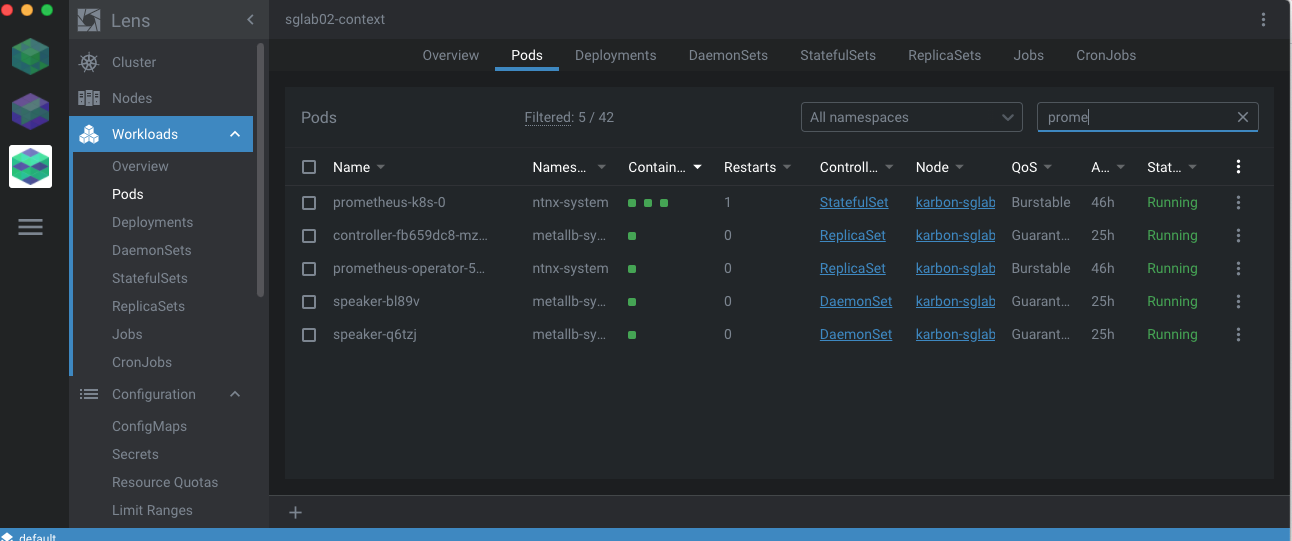 Lens
sglab02-context
Cluster
Nodes
Workloads
Overview
Pods
Deployments
DaemonSets
StatefulSets
ReplicaSets
Jobs
CronJobs
Configuration
ConfigMaps
Secrets
Resource Quotas
Limit Ranges
Overview Pods Deployments DaemonSets StatefulSets ReplicaSets Jobs CronJobs
Pods Filtered: 5 / 42 All namespaces prome
Name Names... Contain... Restarts Controll... Node QoS A... Stat...
prometheus-k8s-0 ntnx-system 1 StatefulSet karbon-sglab Burstable 46h Running
controller-fb659dc8-mz... metallb-sy... 0 ReplicaSet karbon-sglab Guarant... 25h Running
prometheus-operator-5... ntnx-system 0 ReplicaSet karbon-sglab Burstable 46h Running
speaker-bl89v metallb-sy... 0 DaemonSet karbon-sglab Guarant... 25h Running
speaker-q6tzj metallb-sy... 0 DaemonSet karbon-sglab Guarant... 25h Running
default